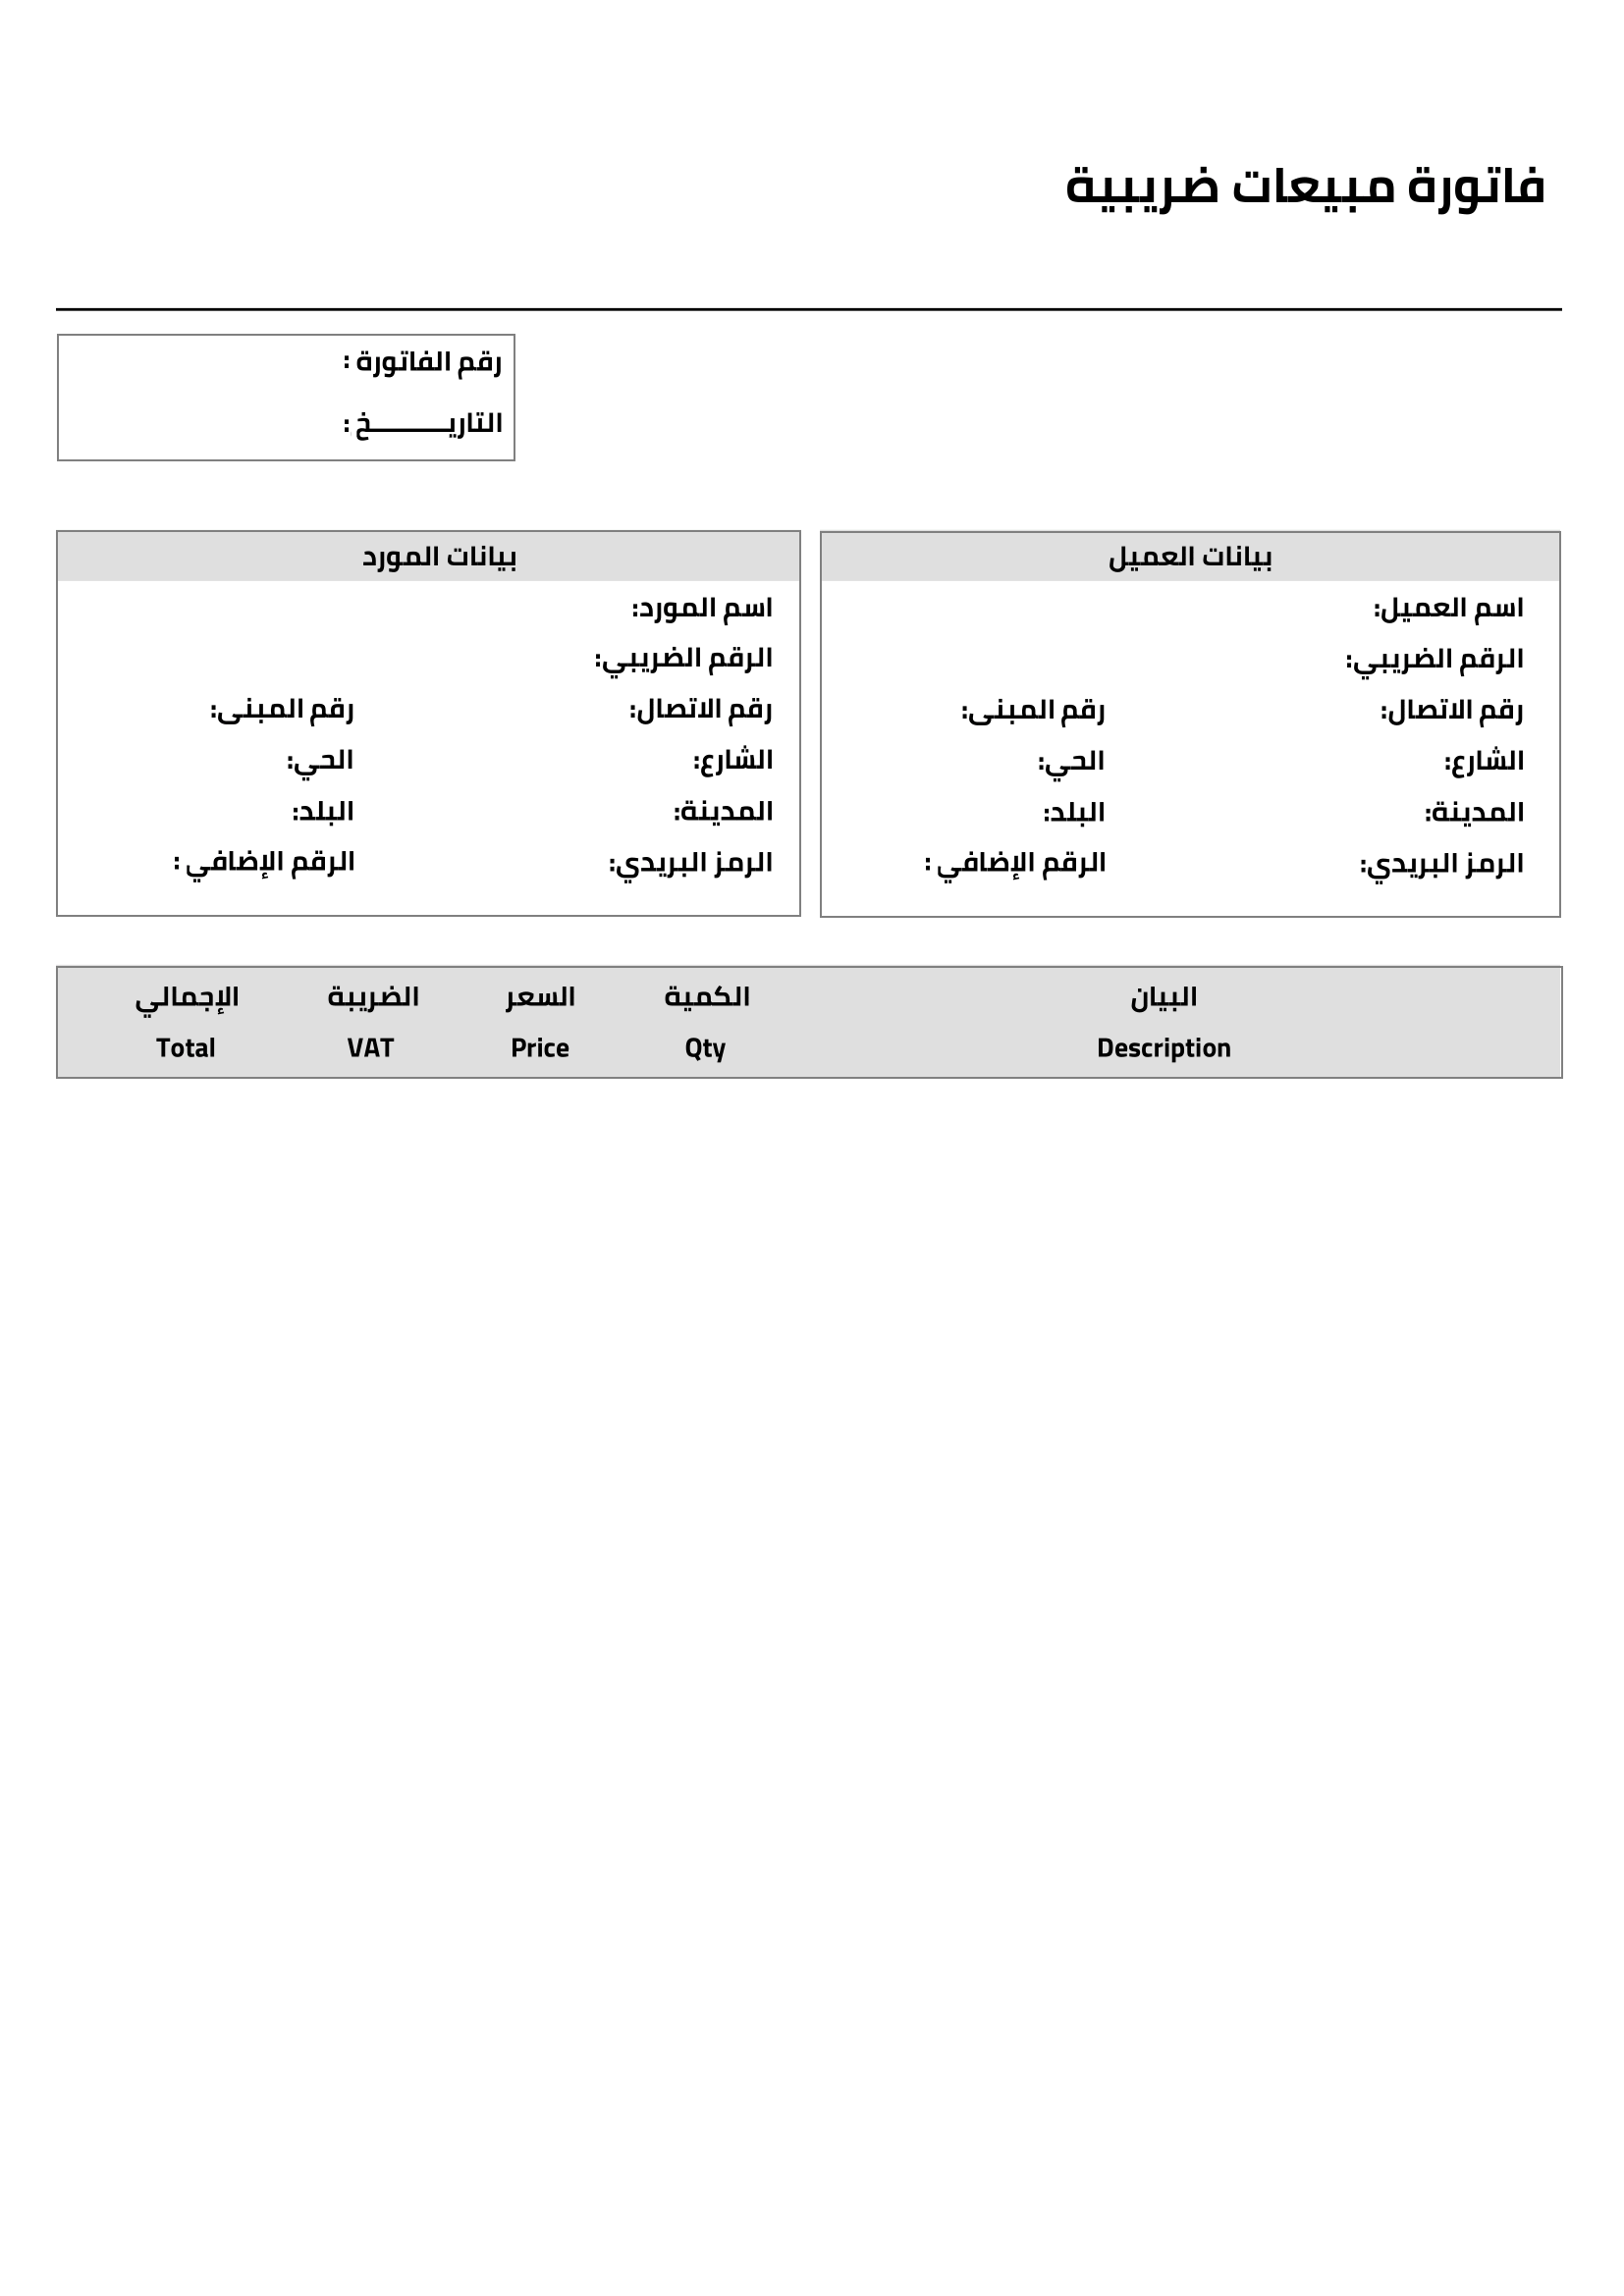 فاتورة مبيعات ضريبية
رقم الفاتورة :
التاريـــــــــــخ :
بيانات العميل
اسم العميل:
الرقم الضريبي:
رقم الاتصال: رقم المبنى:
الشارع: الحي:
المدينة: البلد:
الرمز البريدي: الرقم الإضافي :
بيانات المورد
اسم المورد:
الرقم الضريبي:
رقم الاتصال: رقم المبنى:
الشارع: الحي:
المدينة: البلد:
الرمز البريدي: الرقم الإضافي :
البيان الكمية السعر الضريبة الإجمالي
Description Qty Price VAT Total